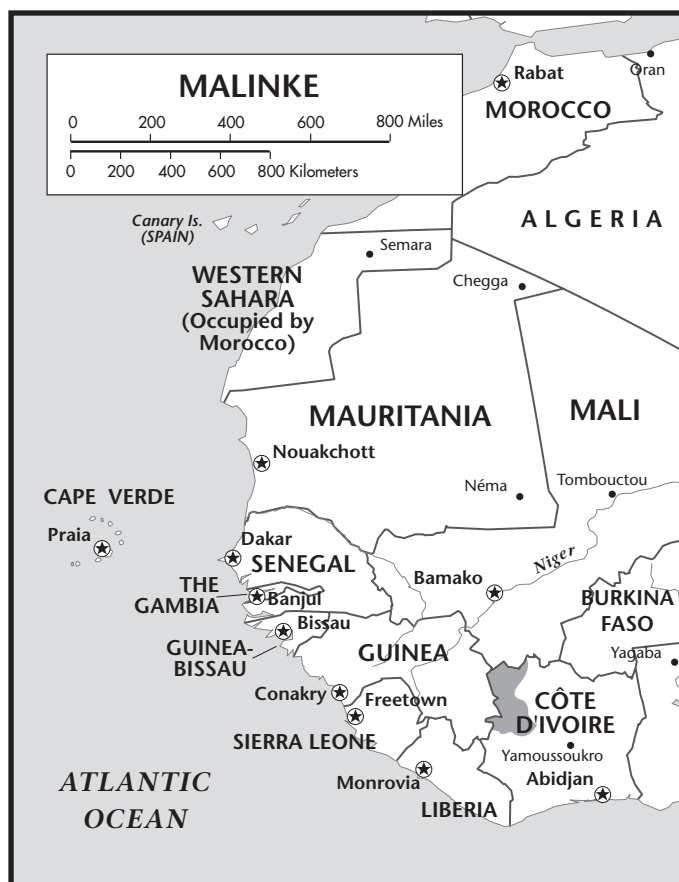 MALINKE
0 200 400 600 800 Miles
0 200 400 600 800 Kilometers
Rabat
Oran
MOROCCO
Canary Is.
(SPAIN)
ALGERIA
Semara
Chegga
WESTERN
SAHARA
(Occupied by
Morocco)
MAURITANIA
MALI
Nouakchott
Néma
Tombouctou
CAPE VERDE
Praia
Dakar
SENEGAL
Niger
Bamako
THE
GAMBIA
Banjul
BURKINA
FASO
Bissau
GUINEA-
BISSAU
GUINEA
Yagaba
Conakry
Freetown
CÔTE
D'IVOIRE
SIERRA LEONE
Yamoussoukro
Monrovia
Abidjan
LIBERIA
ATLANTIC
OCEAN